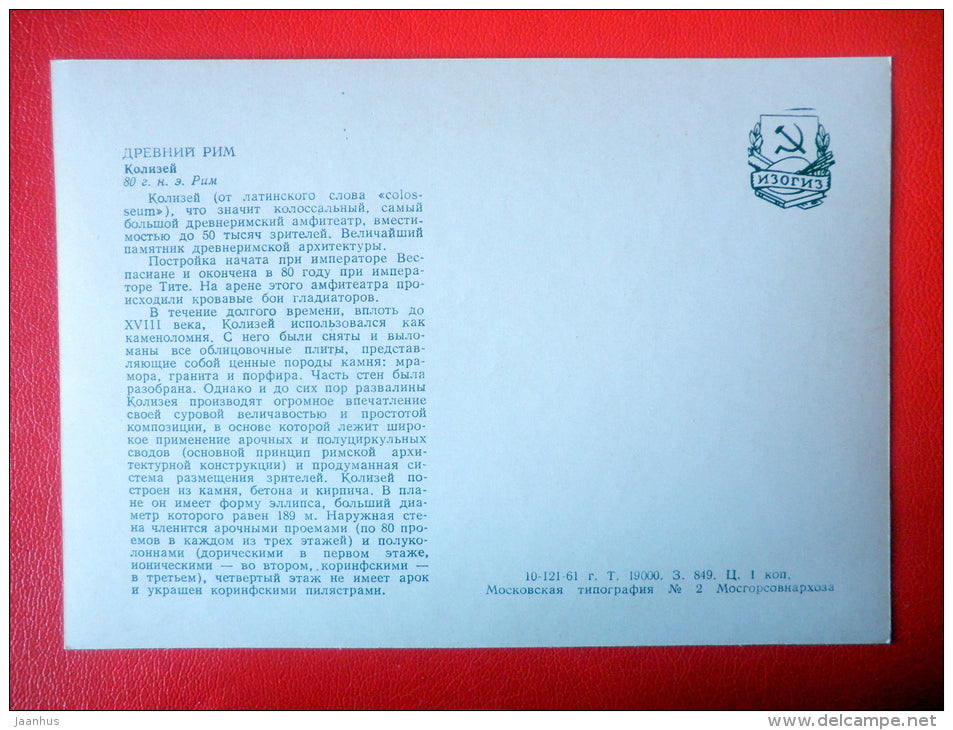 ДРЕВНИЙ РИМ
Колизей
80 г. н. э. Рим
Колизей (от латинского слова «colos-
seum»), что значит колоссальный, самый
большой древнеримский амфитеатр, вмести-
мостью до 50 тысяч зрителей. Величайший
памятник древнеримской архитектуры.
Постройка начата при императоре Вес-
пасиане и окончена в 80 году при импера-
торе Тите. На арене этого амфитеатра про-
исходили кровавые бои гладиаторов.
В течение долгого времени, вплоть до
XVIII века, Колизей использовался как
каменоломня. С него были сняты и выло-
маны все облицовочные плиты, представ-
ляющие собой ценные породы камня: мра-
мора, гранита и порфира. Часть стен была
разобрана. Однако и до сих пор развалины
Колизея производят огромное впечатление
своей суровой величавостью и простотой
композиции, в основе которой лежит широ-
кое применение арочных и полуциркульных
сводов (основной принцип римской архи-
тектурной конструкции) и продуманная си-
стема размещения зрителей. Колизей по-
строен из камня, бетона и кирпича. В пла-
не он имеет форму эллипса, больший диа-
метр которого равен 189 м. Наружная сте-
на членится арочными проемами (по 80 про-
емов в каждом из трех этажей) и полуко-
лоннами (дорическими в первом этаже,
ионическими — во втором, коринфскими —
в третьем), четвертый этаж не имеет арок
и украшен коринфскими пилястрами.
ИЗОГИЗ
10-121-61 г. Т. 19000. З. 849. Ц. 1 коп.
Московская типография № 2 Мосгорсовнархоза
Jaanhus
delcampe.net